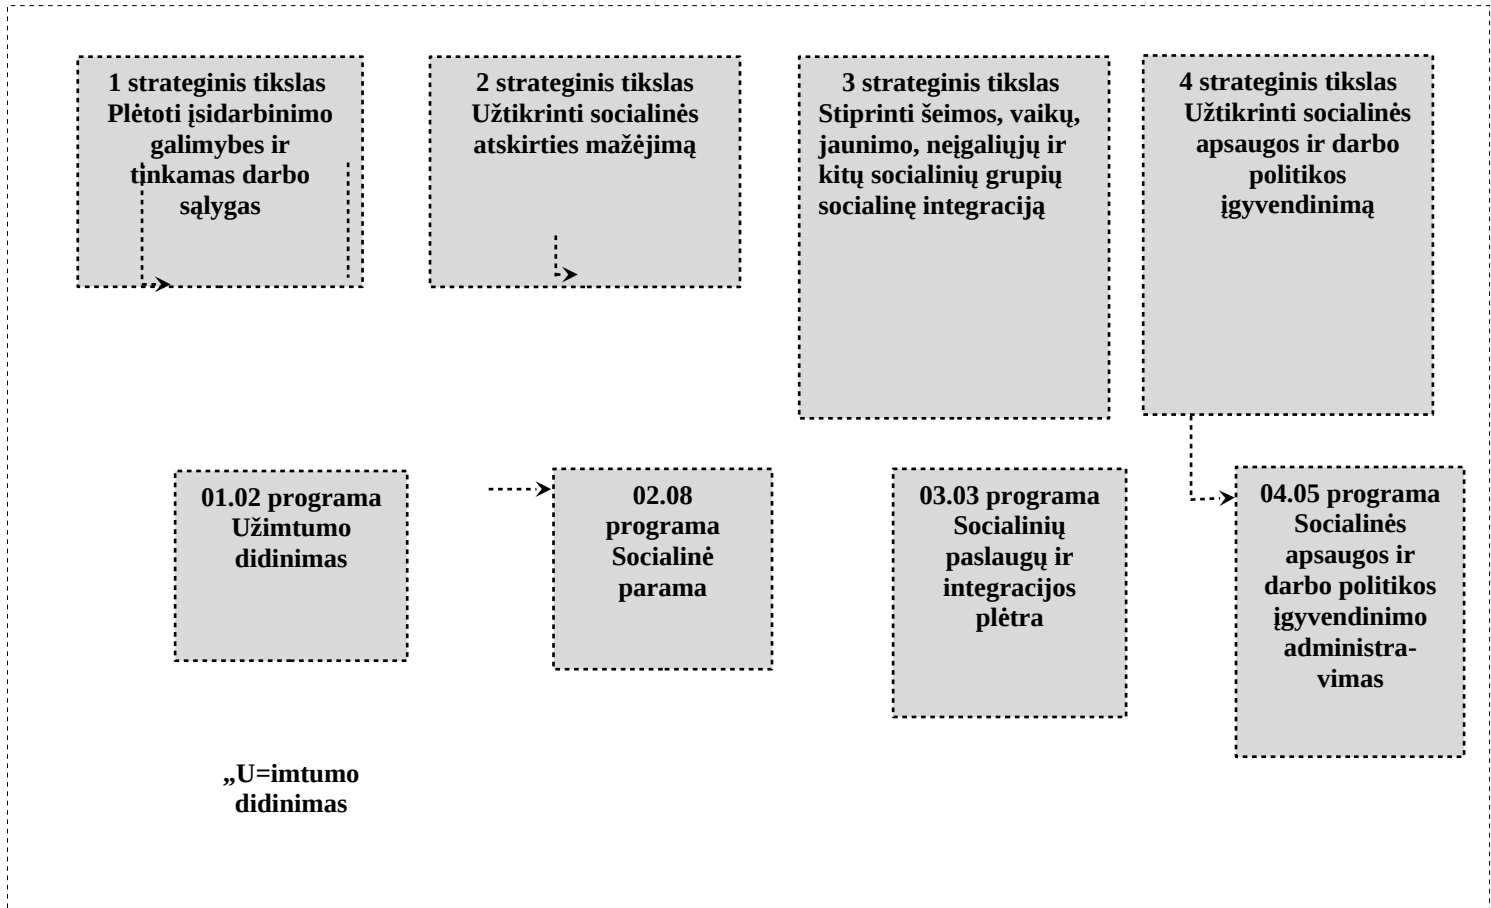 1 strateginis tikslas
Plėtoti įsidarbinimo
galimybes ir
tinkamas darbo
sąlygas
2 strateginis tikslas
Užtikrinti socialinės
atskirties mažėjimą
3 strateginis tikslas
Stiprinti šeimos, vaikų,
jaunimo, neįgaliųjų ir
kitų socialinių grupių
socialinę integraciją
4 strateginis tikslas
Užtikrinti socialinės
apsaugos ir darbo
politikos
įgyvendinimą
01.02 programa
Užimtumo
didinimas
02.08
programa
Socialinė
parama
03.03 programa
Socialinių
paslaugų ir
integracijos
plėtra
04.05 programa
Socialinės
apsaugos ir
darbo politikos
įgyvendinimo
administra-
vimas
„U=imtumo
didinimas